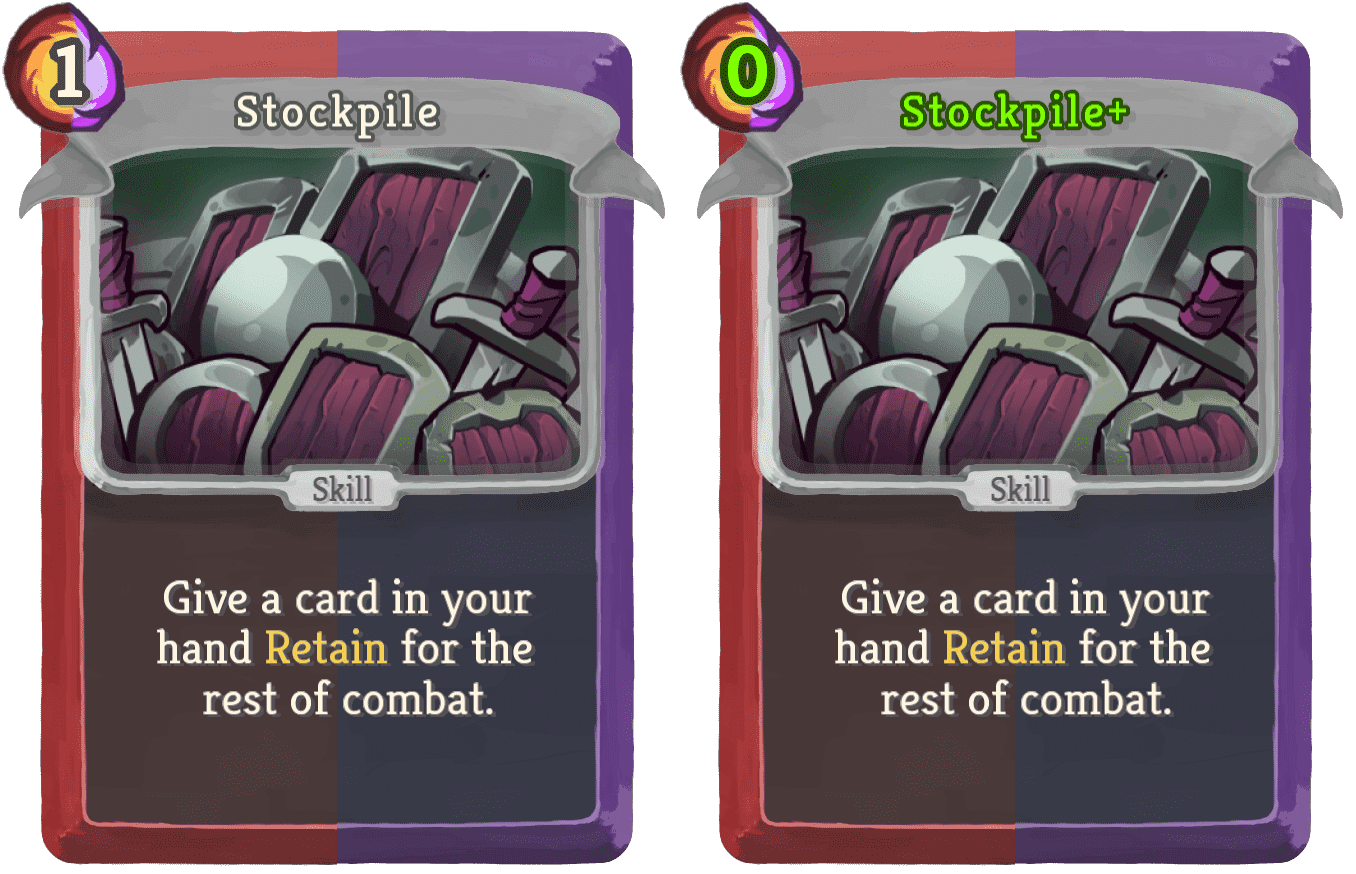 1
Stockpile
Skill
Give a card in your
hand Retain for the
rest of combat.
0
Stockpile+
Skill
Give a card in your
hand Retain for the
rest of combat.